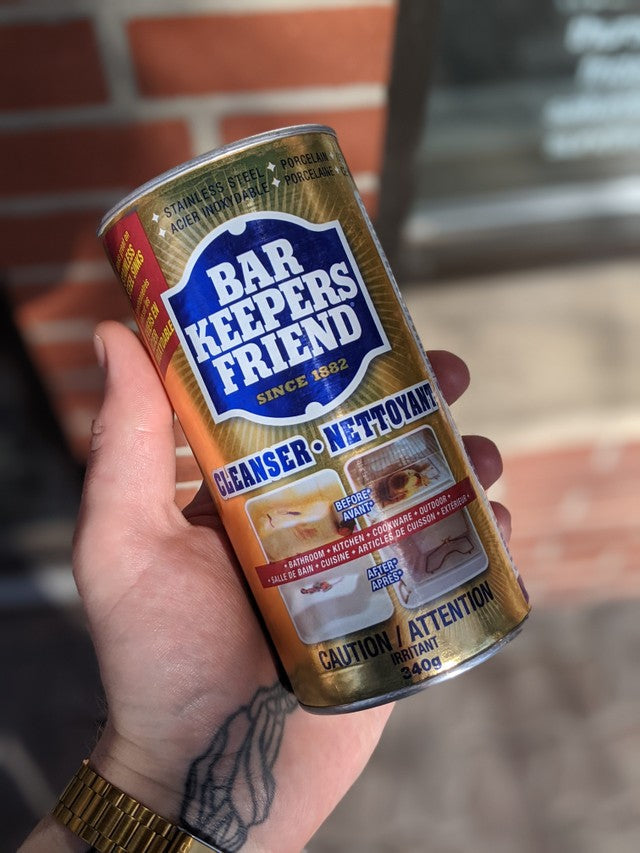 STAINLESS STEEL
ACIER INOXYDABLE
PORCELAIN
PORCELAINE
BAR
KEEPERS
FRIEND
SINCE 1882
CLEANSER • NETTOYANT
BEFORE*
AVANT*
• BATHROOM • KITCHEN • COOKWARE • OUTDOOR •
• SALLE DE BAIN • CUISINE • ARTICLES DE CUISSON • EXTÉRIEUR •
AFTER*
APRÈS*
CAUTION / ATTENTION
IRRITANT
340g